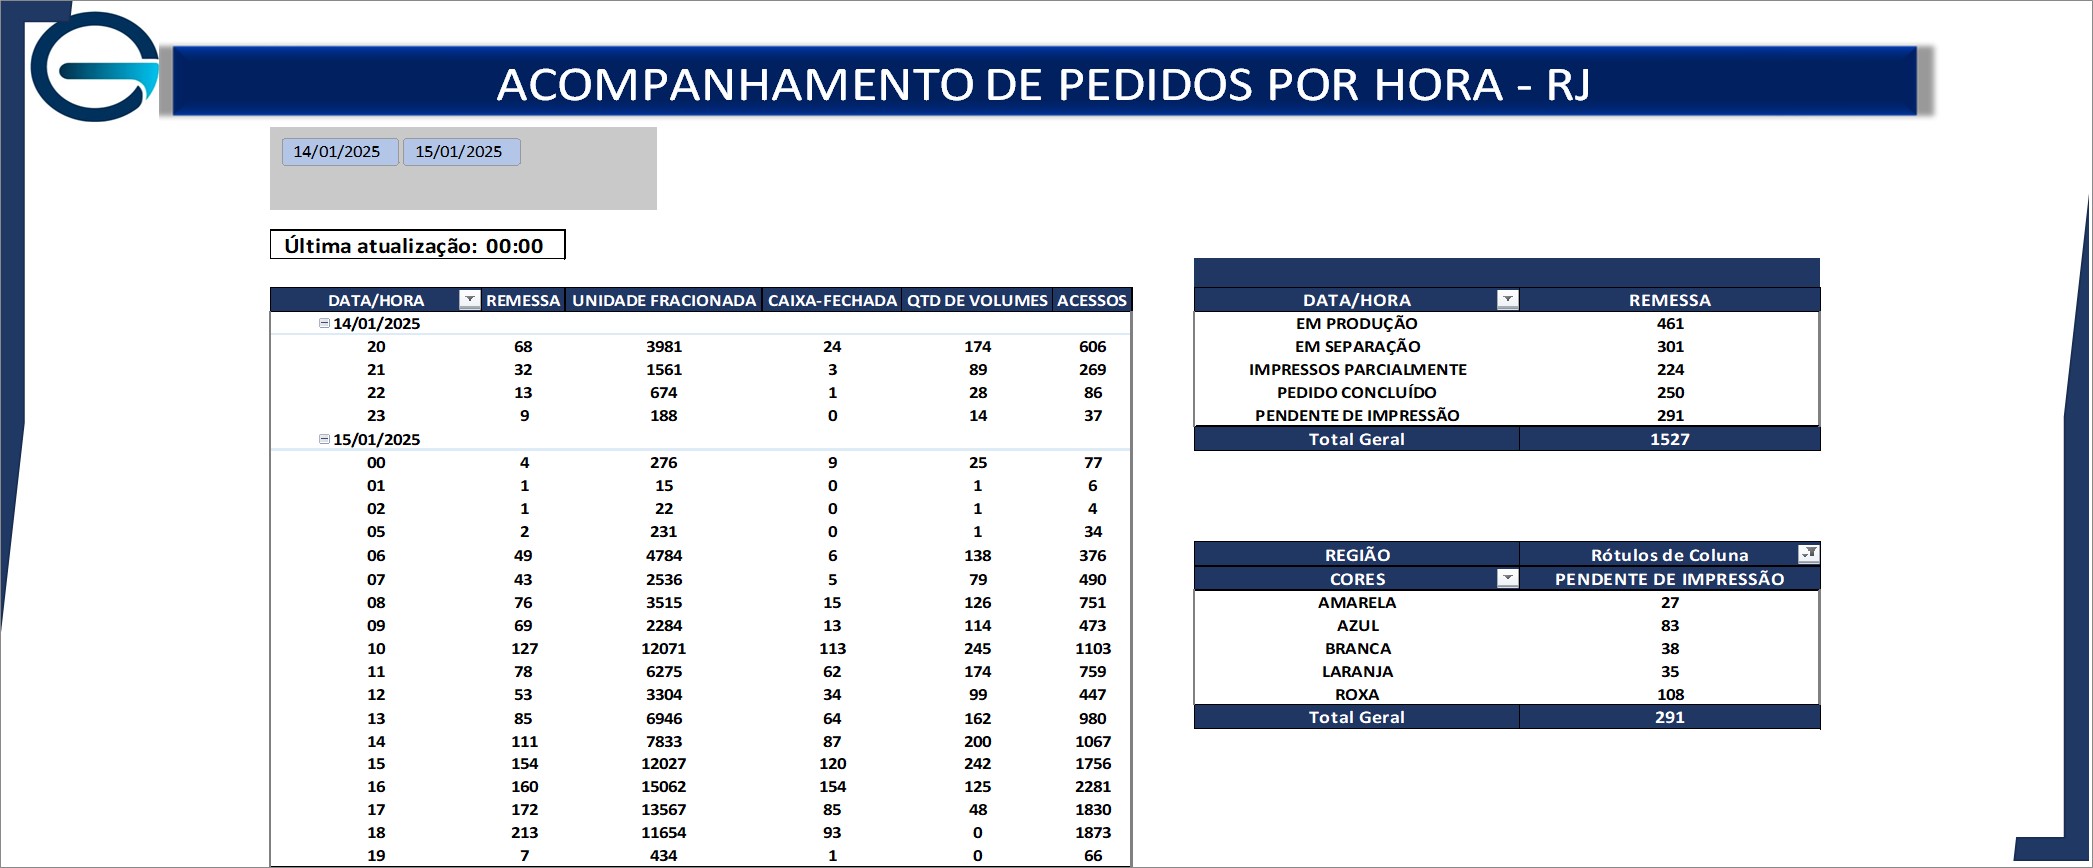 ACOMPANHAMENTO DE PEDIDOS POR HORA - RJ
14/01/2025 15/01/2025
Última atualização: 00:00
DATA/HORA REMESSA UNIDADE FRACIONADA CAIXA-FECHADA QTD DE VOLUMES ACESSOS
14/01/2025
20 68 3981 24 174 606
21 32 1561 3 89 269
22 13 674 1 28 86
23 9 188 0 14 37
15/01/2025
00 4 276 9 25 77
01 1 15 0 1 6
02 1 22 0 1 4
05 2 231 0 1 34
06 49 4784 6 138 376
07 43 2536 5 79 490
08 76 3515 15 126 751
09 69 2284 13 114 473
10 127 12071 113 245 1103
11 78 6275 62 174 759
12 53 3304 34 99 447
13 85 6946 64 162 980
14 111 7833 87 200 1067
15 154 12027 120 242 1756
16 160 15062 154 125 2281
17 172 13567 85 48 1830
18 213 11654 93 0 1873
19 7 434 1 0 66
DATA/HORA REMESSA
EM PRODUÇÃO 461
EM SEPARAÇÃO 301
IMPRESSOS PARCIALMENTE 224
PEDIDO CONCLUÍDO 250
PENDENTE DE IMPRESSÃO 291
Total Geral 1527
REGIÃO Rótulos de Coluna
CORES PENDENTE DE IMPRESSÃO
AMARELA 27
AZUL 83
BRANCA 38
LARANJA 35
ROXA 108
Total Geral 291